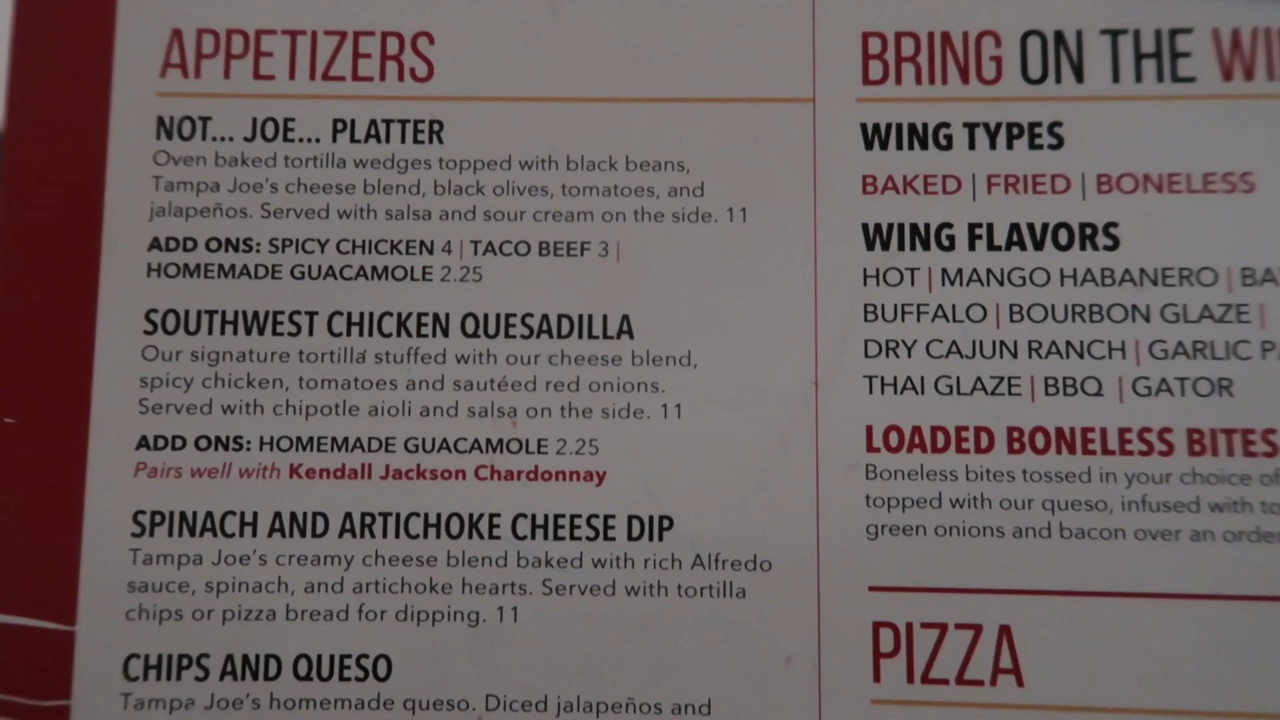 APPETIZERS
NOT... JOE... PLATTER
Oven baked tortilla wedges topped with black beans,
Tampa Joe's cheese blend, black olives, tomatoes, and
jalapeños. Served with salsa and sour cream on the side. 11
ADD ONS: SPICY CHICKEN 4 | TACO BEEF 3 |
HOMEMADE GUACAMOLE 2.25
SOUTHWEST CHICKEN QUESADILLA
Our signature tortilla stuffed with our cheese blend,
spicy chicken, tomatoes and sautéed red onions.
Served with chipotle aioli and salsa on the side. 11
ADD ONS: HOMEMADE GUACAMOLE 2.25
Pairs well with Kendall Jackson Chardonnay
SPINACH AND ARTICHOKE CHEESE DIP
Tampa Joe's creamy cheese blend baked with rich Alfredo
sauce, spinach, and artichoke hearts. Served with tortilla
chips or pizza bread for dipping. 11
CHIPS AND QUESO
Tampa Joe's homemade queso. Diced jalapeños and
BRING ON THE
WING TYPES
BAKED | FRIED | BONELESS
WING FLAVORS
HOT | MANGO HABANERO |
BUFFALO | BOURBON GLAZE |
DRY CAJUN RANCH | GARLIC
THAI GLAZE | BBQ | GATOR
LOADED BONELESS BITES
Boneless bites tossed in your choice of
topped with our queso, infused with
green onions and bacon over an
PIZZA